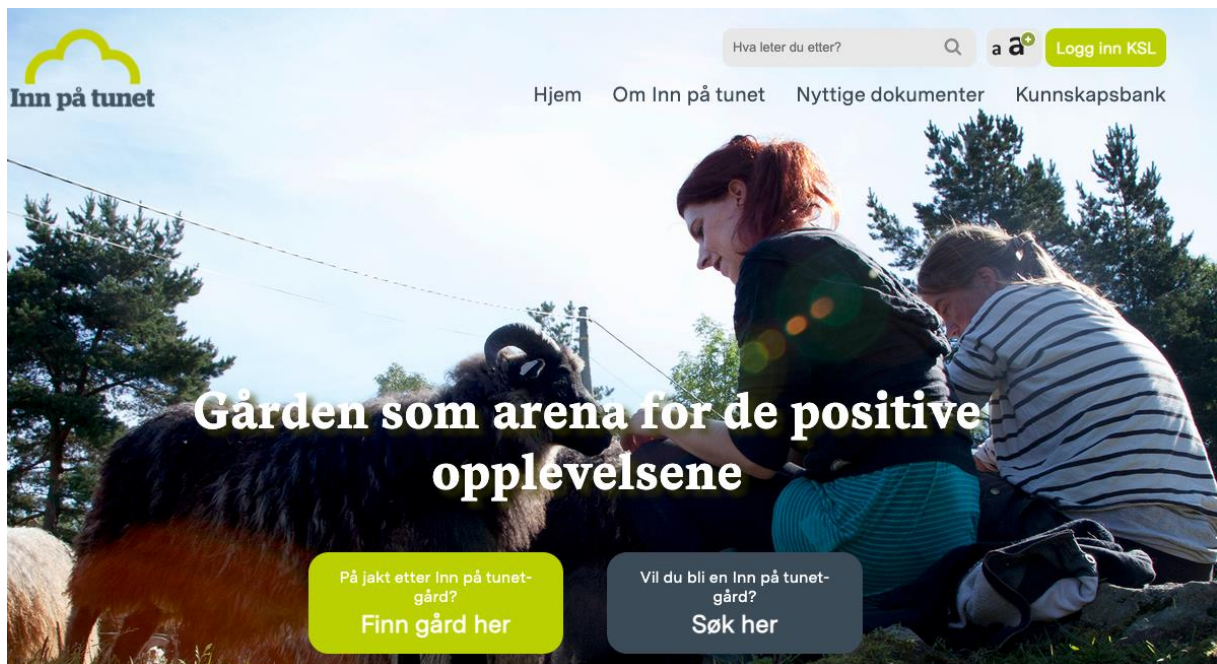 Inn på tunet
Hva leter du etter?
a a+
Logg inn KSL
Hjem Om Inn på tunet Nyttige dokumenter Kunnskapsbank
Gården som arena for de positive
opplevelsene
På jakt etter Inn på tunet-
gård?
Finn gård her
Vil du bli en Inn på tunet-
gård?
Søk her